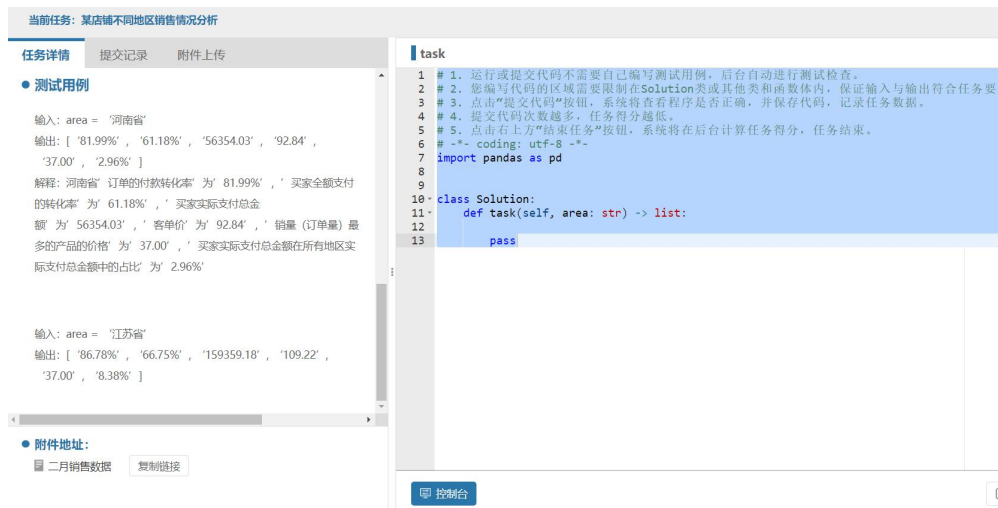 当前任务：某店铺不同地区销售情况分析
任务详情 提交记录 附件上传
测试用例
输入：area = '河南省'
输出：[ '81.99%' , '61.18%' , '56354.03' , '92.84' ,
'37.00' , '2.96%' ]
解释：河南省' 订单的付款转化率' 为' 81.99%' , ' 买家全额支付
的转化率' 为' 61.18%' , ' 买家实际支付总金
额' 为' 56354.03' , ' 客单价' 为' 92.84' , ' 销量（订单量）最
多的产品的价格' 为' 37.00' , ' 买家实际支付总金额在所有地区实
际支付总金额中的占比' 为' 2.96%'
输入：area = '江苏省'
输出：[ '86.78%' , '66.75%' , '159359.18' , '109.22' ,
'37.00' , '8.38%' ]
附件地址：
二月销售数据 复制链接
task
1 # 1. 运行或提交代码不需要自己编写测试用例，后台自动进行测试检查。
2 # 2. 您编写代码的区域需要限制在Solution类或其他类和函数体内，保证输入与输出符合任务要
3 # 3. 点击"提交代码"按钮，系统将查看程序是否正确，并保存代码，记录任务数据。
4 # 4. 提交代码次数越多，任务得分越低。
5 # 5. 点击右上方"结束任务"按钮，系统将在后台计算任务得分，任务结束。
6 # -*- coding: utf-8 -*-
7 import pandas as pd
8
9
10 class Solution:
11 def task(self, area: str) -> list:
12
13 pass
控制台